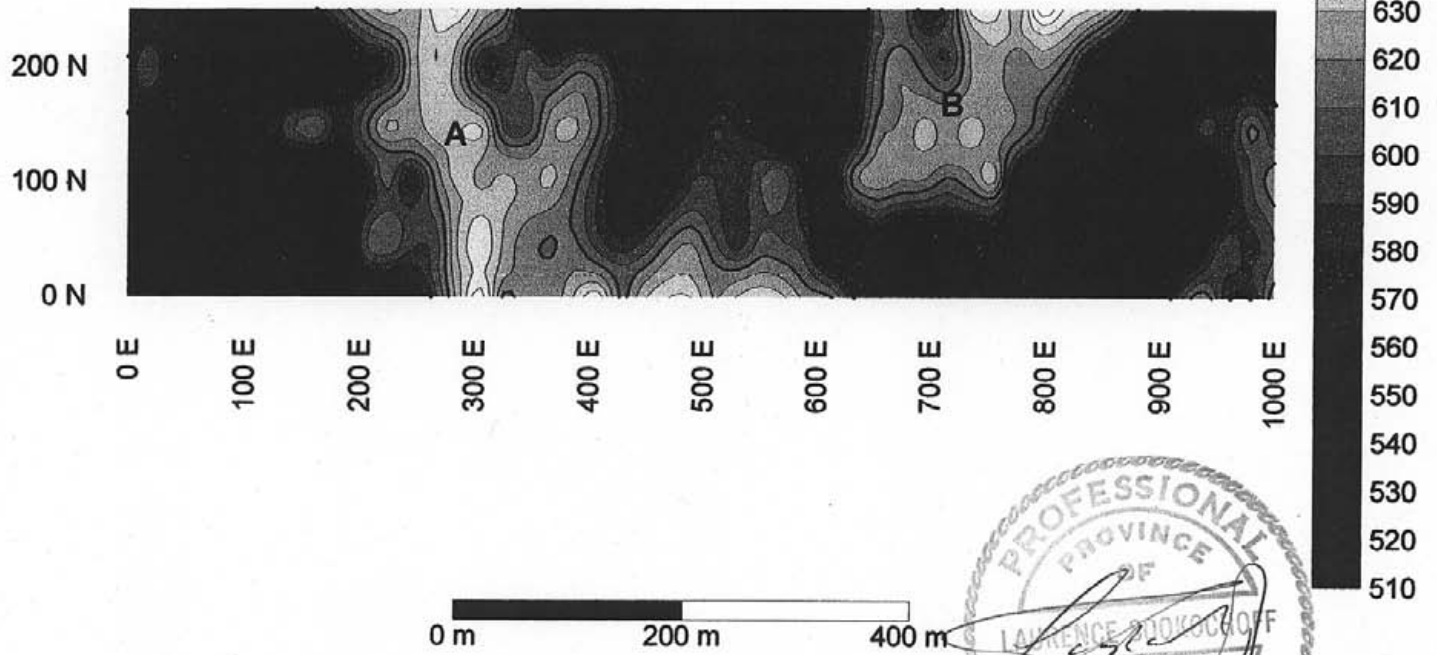 630
200 N
620
B
610
A
600
100 N
590
580
0 N
570
0 E
100 E
200 E
300 E
400 E
500 E
600 E
700 E
800 E
900 E
1000 E
560
550
540
530
520
510
PROFESSIONAL
PROVINCE
OF
LAURENCE SOOKOCHOFF
0 m
200 m
400 m